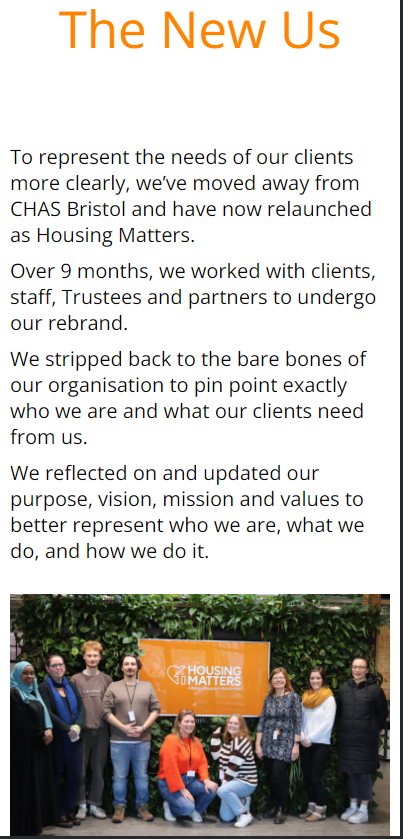 The New Us
To represent the needs of our clients
more clearly, we’ve moved away from
CHAS Bristol and have now relaunched
as Housing Matters.
Over 9 months, we worked with clients,
staff, Trustees and partners to undergo
our rebrand.
We stripped back to the bare bones of
our organisation to pin point exactly
who we are and what our clients need
from us.
We reflected on and updated our
purpose, vision, mission and values to
better represent who we are, what we
do, and how we do it.
HOUSING
MATTERS